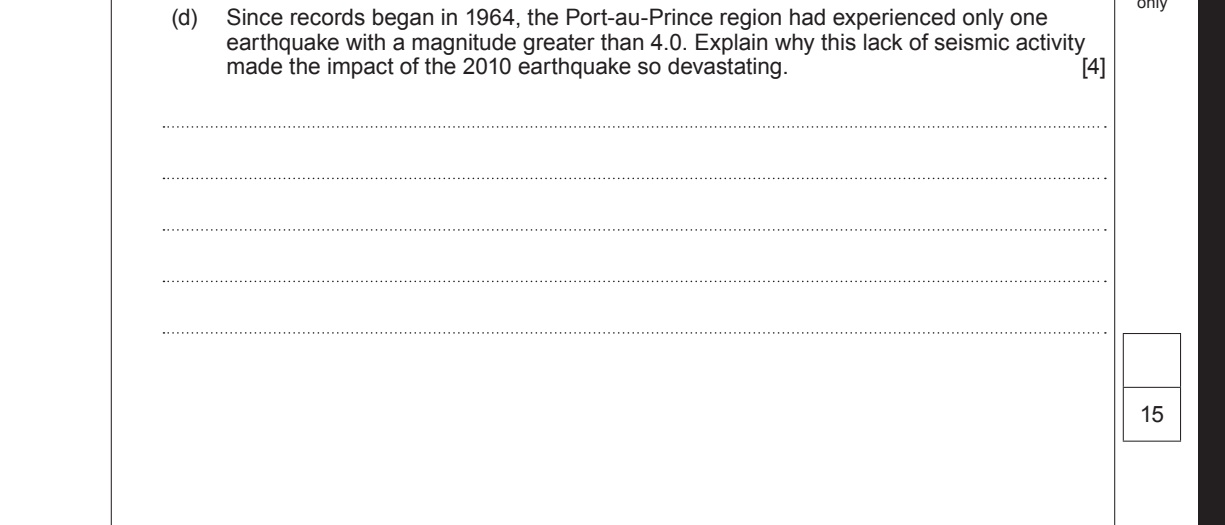 only
(d) Since records began in 1964, the Port-au-Prince region had experienced only one
earthquake with a magnitude greater than 4.0. Explain why this lack of seismic activity
made the impact of the 2010 earthquake so devastating. [4]
15